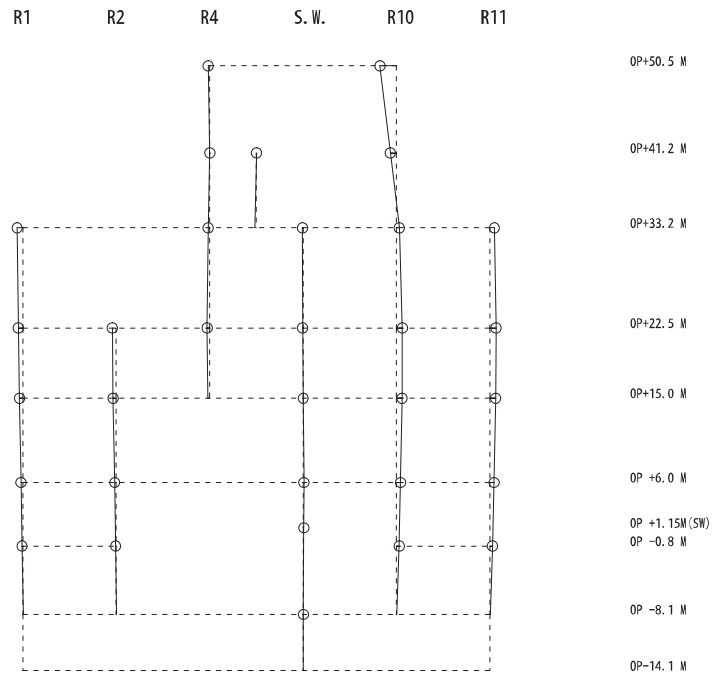 R1 R2 R4 S.W. R10 R11
OP+50.5 M
OP+41.2 M
OP+33.2 M
OP+22.5 M
OP+15.0 M
OP +6.0 M
OP +1.15M(SW)
OP -0.8 M
OP -8.1 M
OP-14.1 M